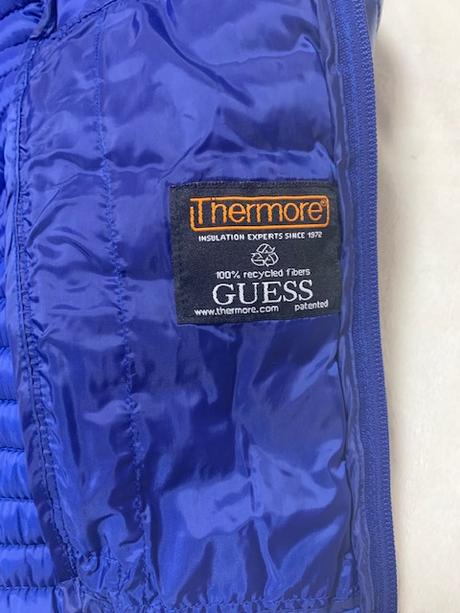 Thermore®
INSULATION EXPERTS SINCE 1972
100% recycled fibers
GUESS
www.thermore.com patented